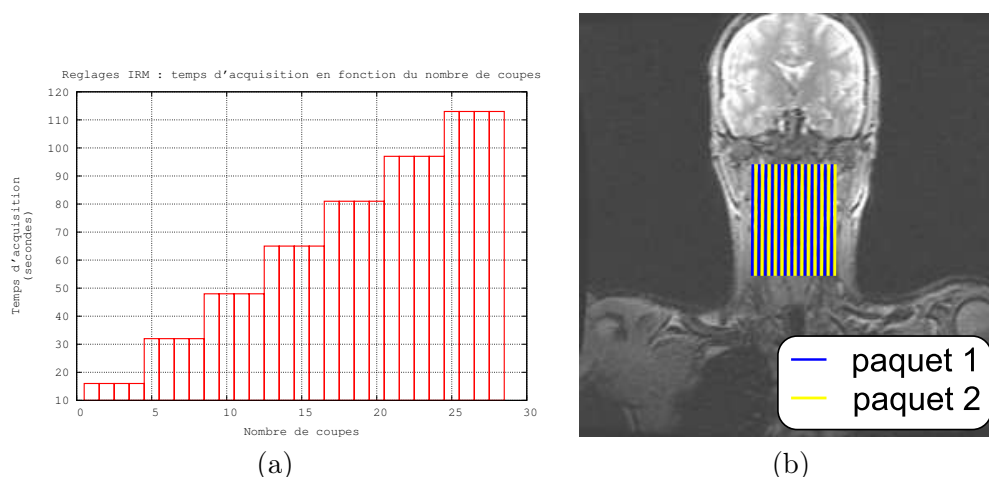 Reglages IRM : temps d'acquisition en fonction du nombre de coupes
120
110
100
90
80
70
60
50
40
30
20
10
0
5
10
15
20
25
30
Temps d'acquisition
(secondes)
Nombre de coupes
(a)
paquet 1
paquet 2
(b)